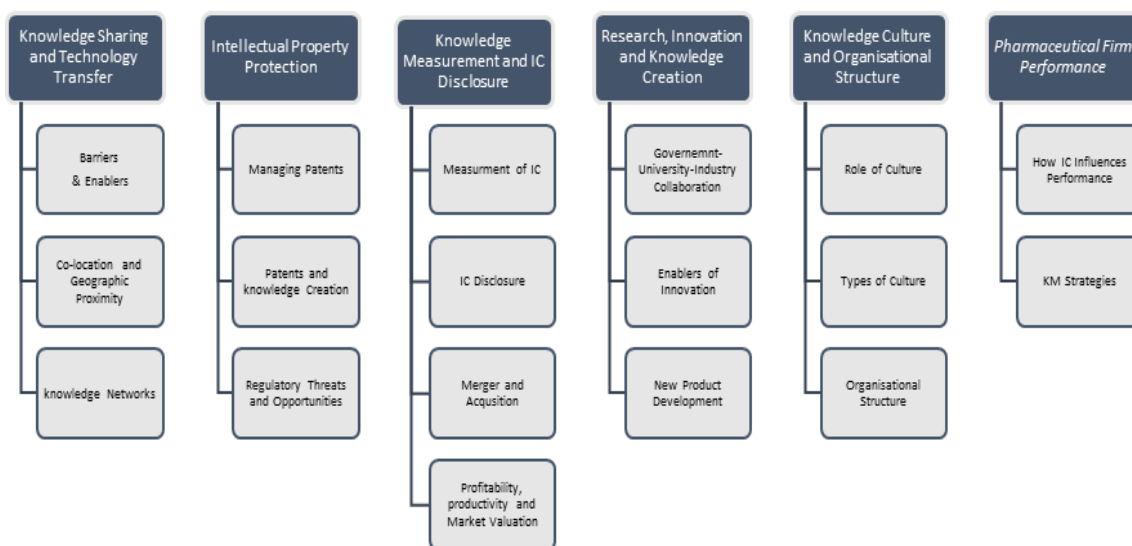 Knowledge Sharing
and Technology
Transfer
Barriers
& Enablers
Co-location and
Geographic
Proximity
knowledge Networks
Intellectual Property
Protection
Managing Patents
Patents and
knowledge Creation
Regulatory Threats
and Opportunities
Knowledge
Measurement and IC
Disclosure
Measurment of IC
IC Disclosure
Merger and
Acqusition
Profitability,
productivity and
Market Valuation
Research, Innovation
and Knowledge
Creation
Governemnt-
University-Industry
Collaboration
Enablers of
Innovation
New Product
Development
Knowledge Culture
and Organisational
Structure
Role of Culture
Types of Culture
Organisational
Structure
Pharmaceutical Firm
Performance
How IC Influences
Performance
KM Strategies